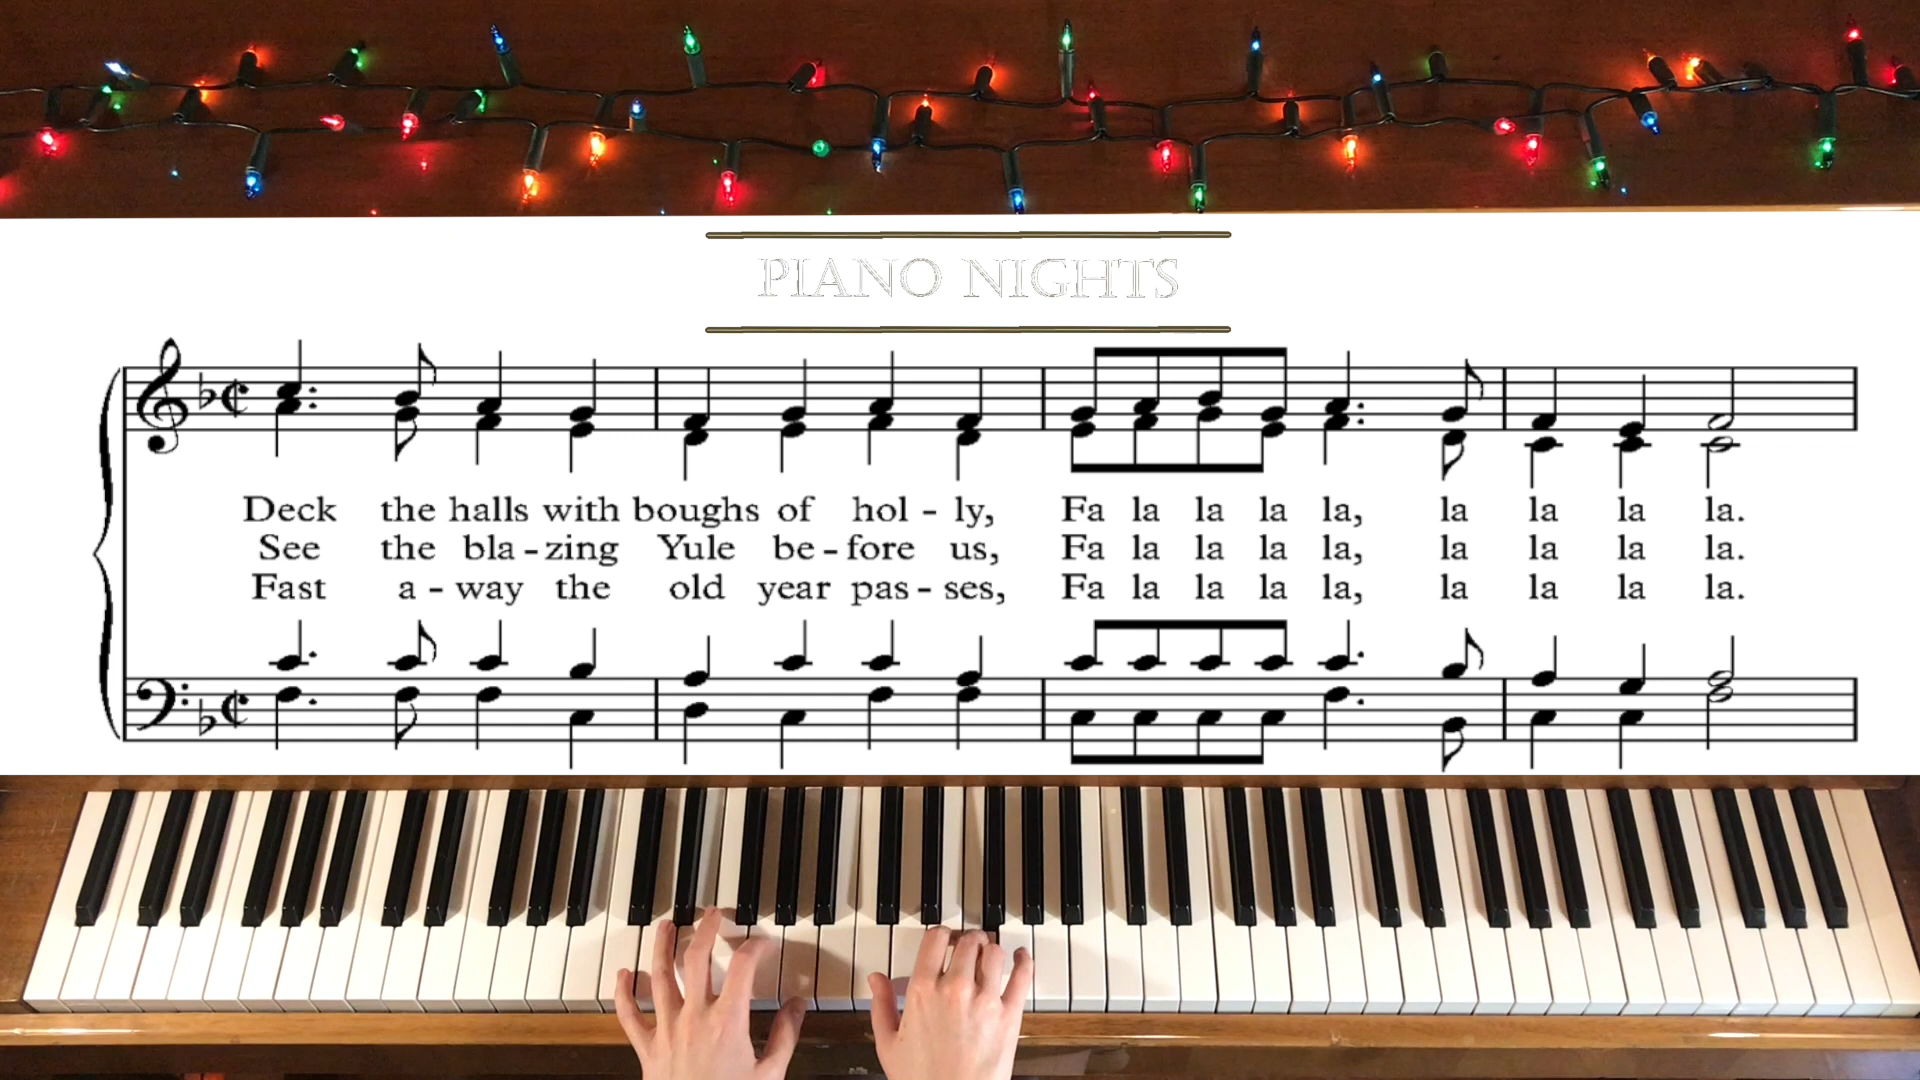 PIANO NIGHTS
Deck the halls with boughs of hol - ly, Fa la la la la, la la la la.
See the bla - zing Yule be - fore us, Fa la la la la, la la la la.
Fast a - way the old year pas - ses, Fa la la la la, la la la la.